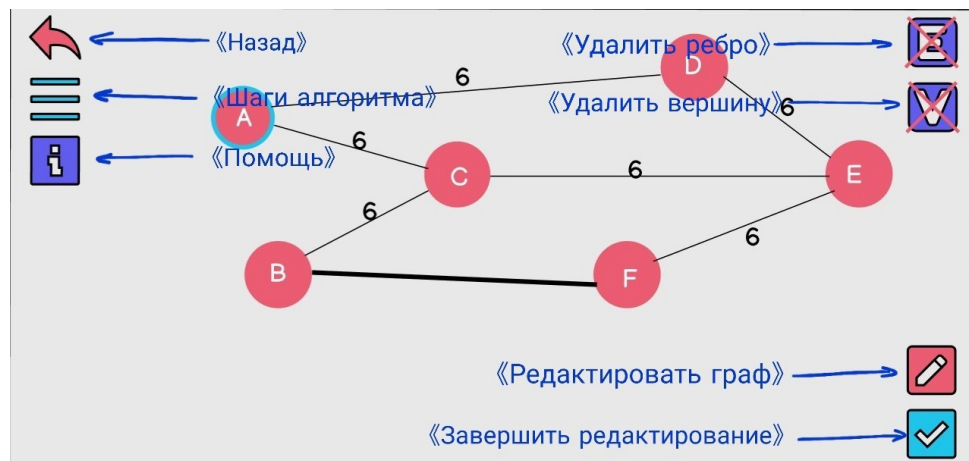 《Назад》
《Удалить ребро》
E
D
6
《Шаги алгоритма》
A
《Удалить вершину》
V
6
6
i
《Помощь》
C
6
E
6
B
F
6
《Редактировать граф》
《Завершить редактирование》